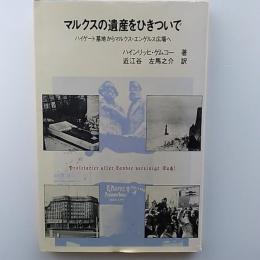 マルクスの遺産をひきついで
ハイゲート墓地からマルクス・エンゲルス広場へ
ハインリッヒ・ゲムコー 著
近江谷 左馬之介 訳
Proletarier aller Länder vereinigt Euch!